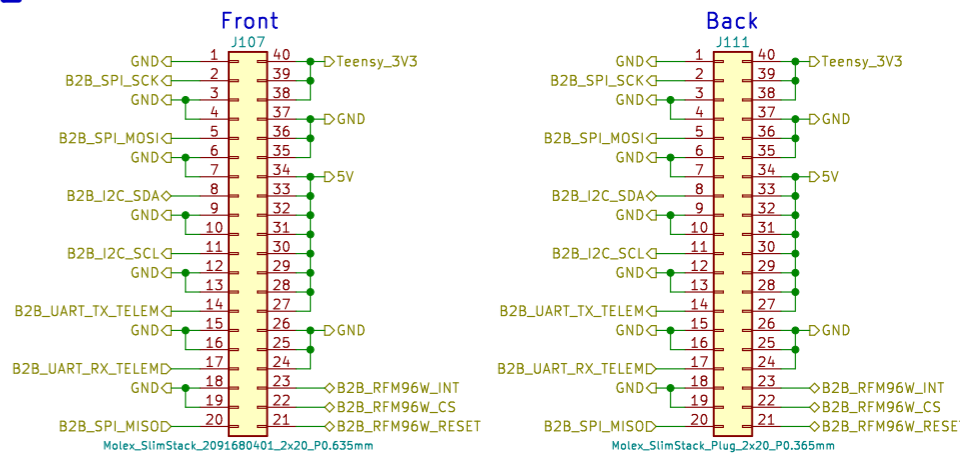 Front
J107
GND 1 40 Teensy_3V3
B2B_SPI_SCK 2 39
GND 3 38
4 37 GND
B2B_SPI_MOSI 5 36
GND 6 35
7 34 5V
B2B_I2C_SDA 8 33
GND 9 32
10 31
B2B_I2C_SCL 11 30
GND 12 29
13 28
B2B_UART_TX_TELEM 14 27
GND 15 26 GND
16 25
B2B_UART_RX_TELEM 17 24
GND 18 23 B2B_RFM96W_INT
19 22 B2B_RFM96W_CS
B2B_SPI_MISO 20 21 B2B_RFM96W_RESET
Molex_SlimStack_2091680401_2x20_P0.635mm
Back
J111
GND 1 40 Teensy_3V3
B2B_SPI_SCK 2 39
GND 3 38
4 37 GND
B2B_SPI_MOSI 5 36
GND 6 35
7 34 5V
B2B_I2C_SDA 8 33
GND 9 32
10 31
B2B_I2C_SCL 11 30
GND 12 29
13 28
B2B_UART_TX_TELEM 14 27
GND 15 26 GND
16 25
B2B_UART_RX_TELEM 17 24
GND 18 23 B2B_RFM96W_INT
19 22 B2B_RFM96W_CS
B2B_SPI_MISO 20 21 B2B_RFM96W_RESET
Molex_SlimStack_Plug_2x20_P0.365mm